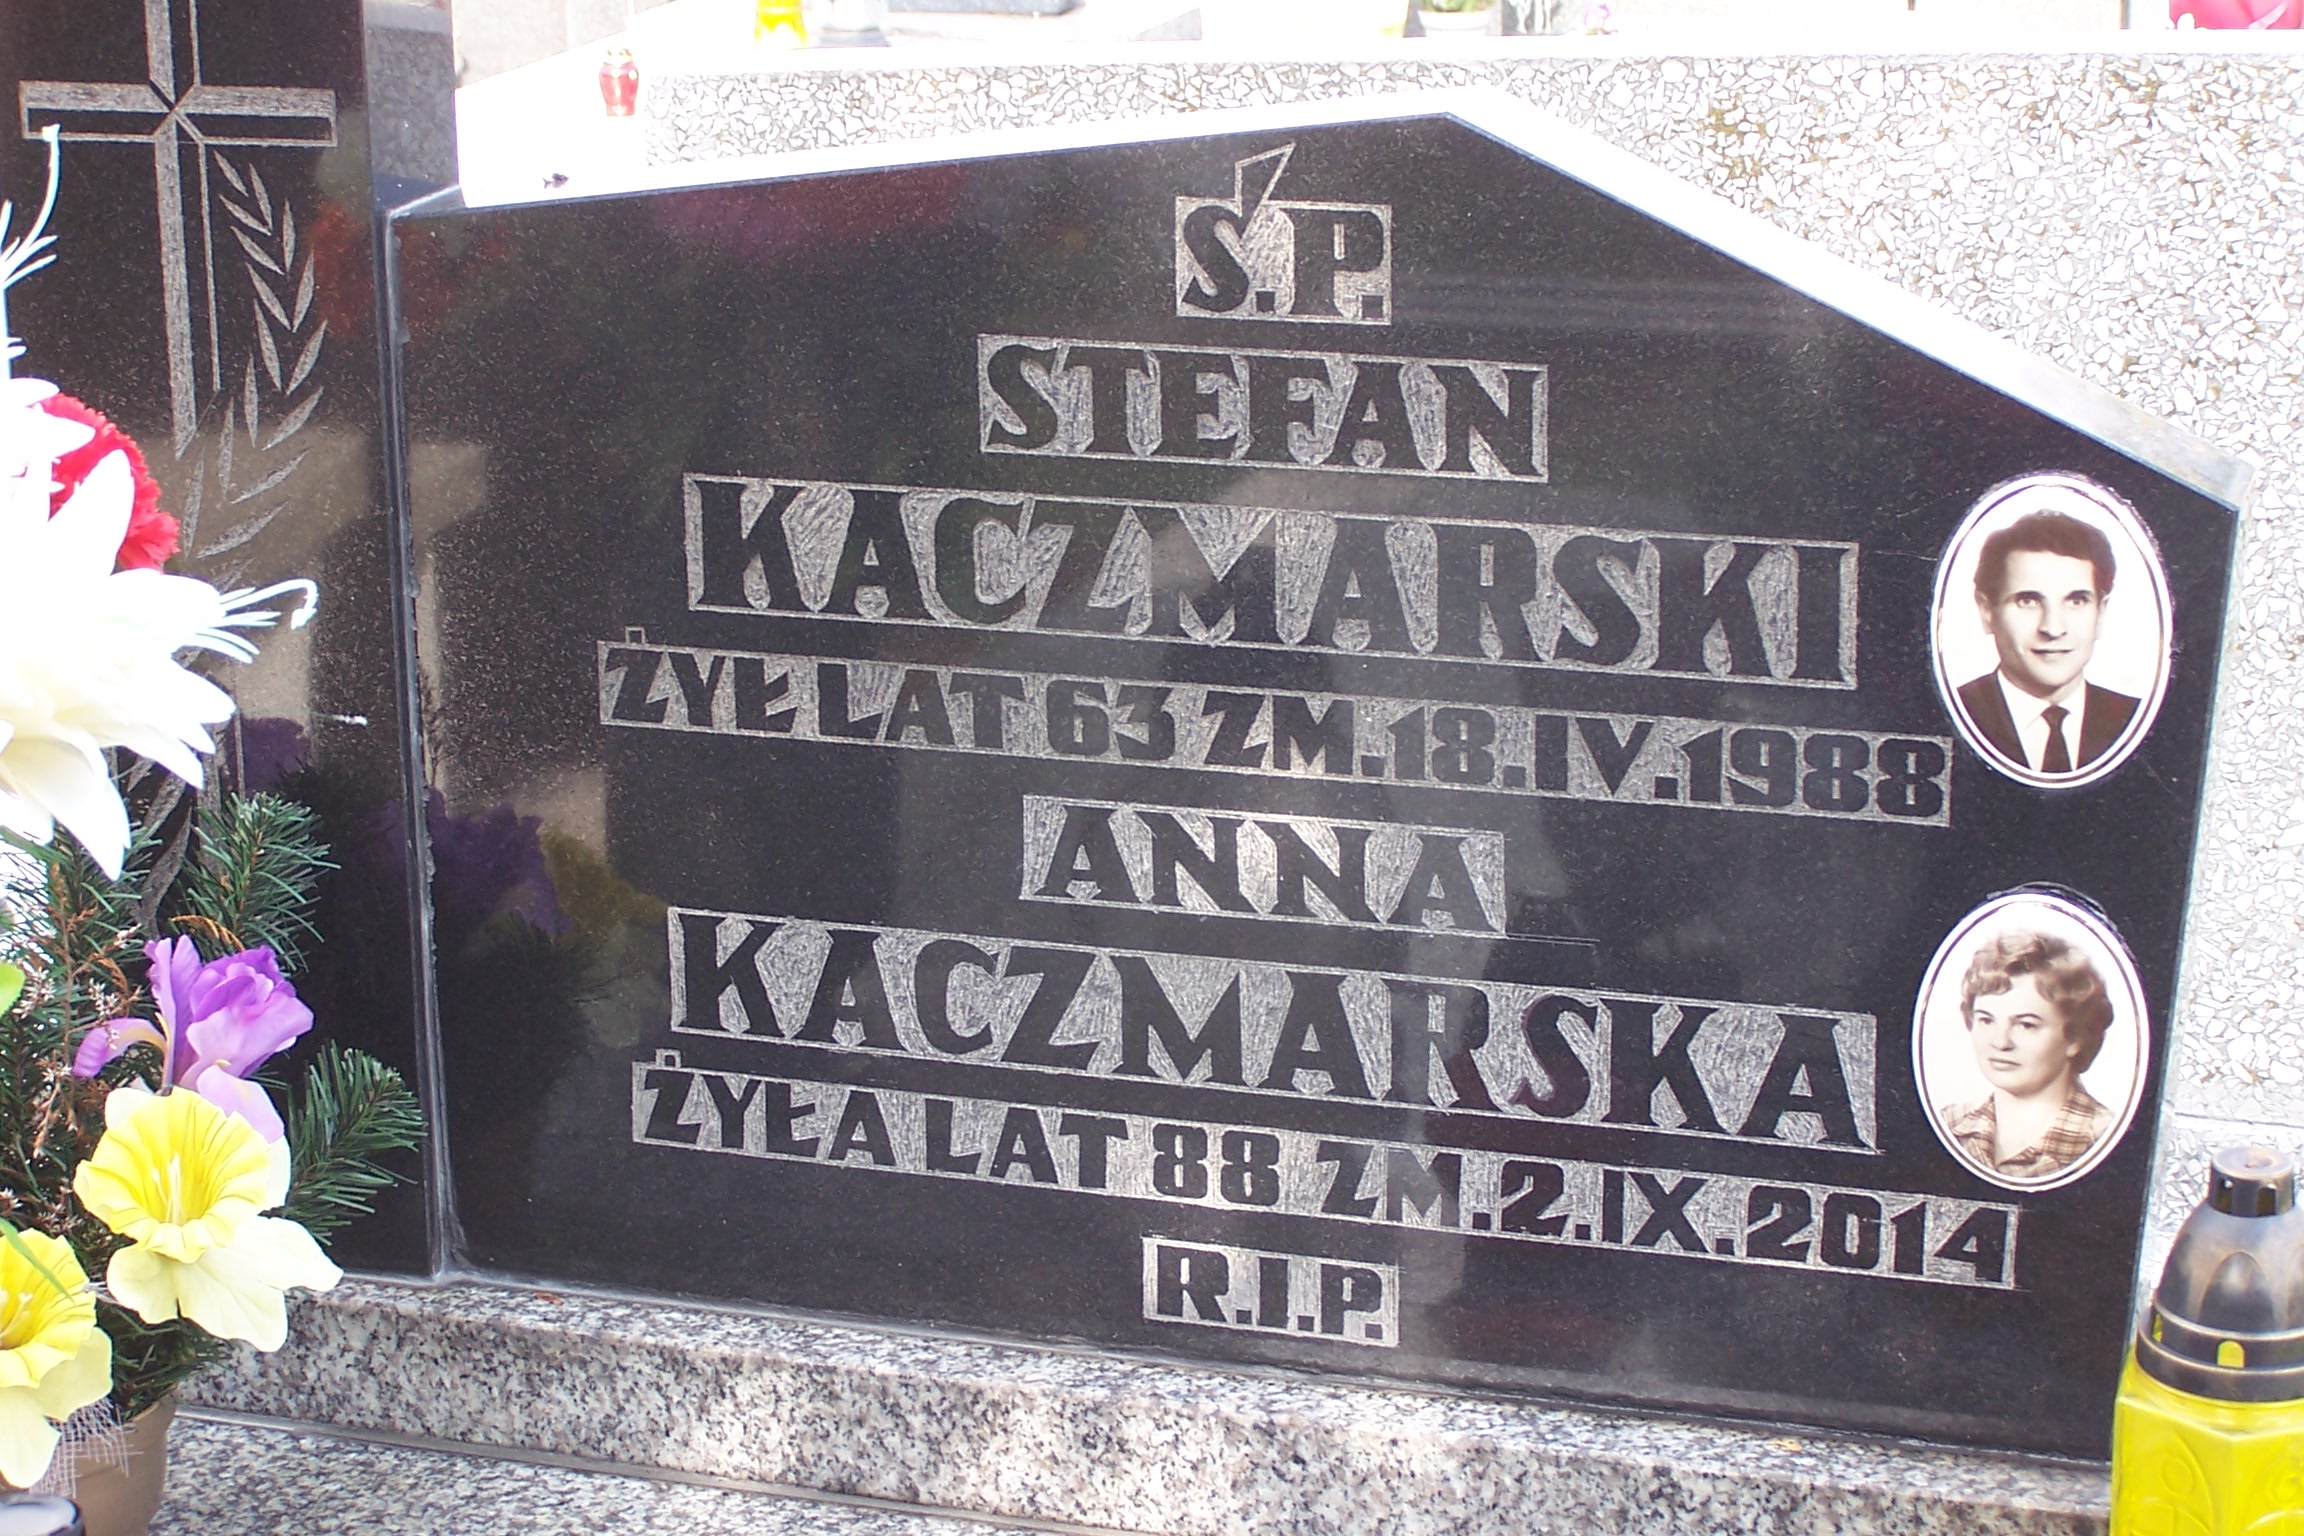 Ś.P.
STEFAN
KACZMARSKI
ŻYŁ LAT 63 ZM.18.IV.1988
ANNA
KACZMARSKA
ŻYŁA LAT 88 ZM.2.IX.2014
R.I.P.